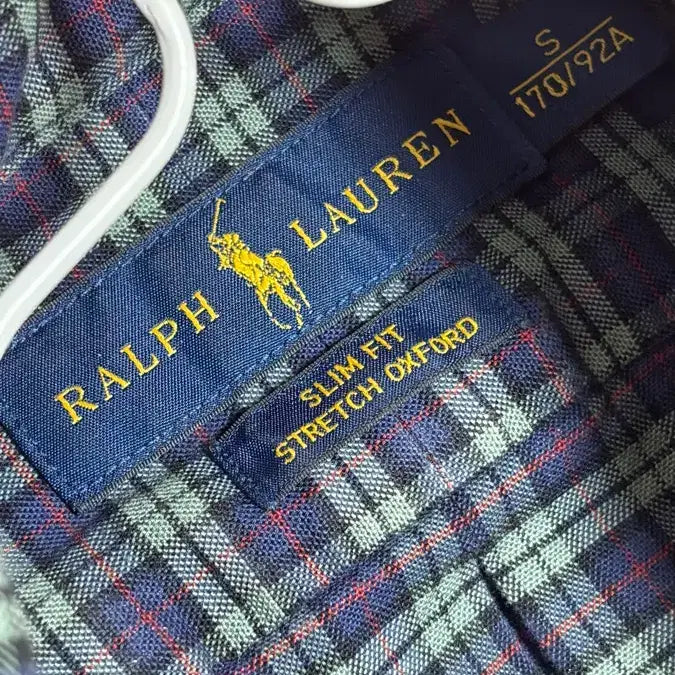 RALPH LAUREN
S
170/92A
SLIM FIT
STRETCH OXFORD